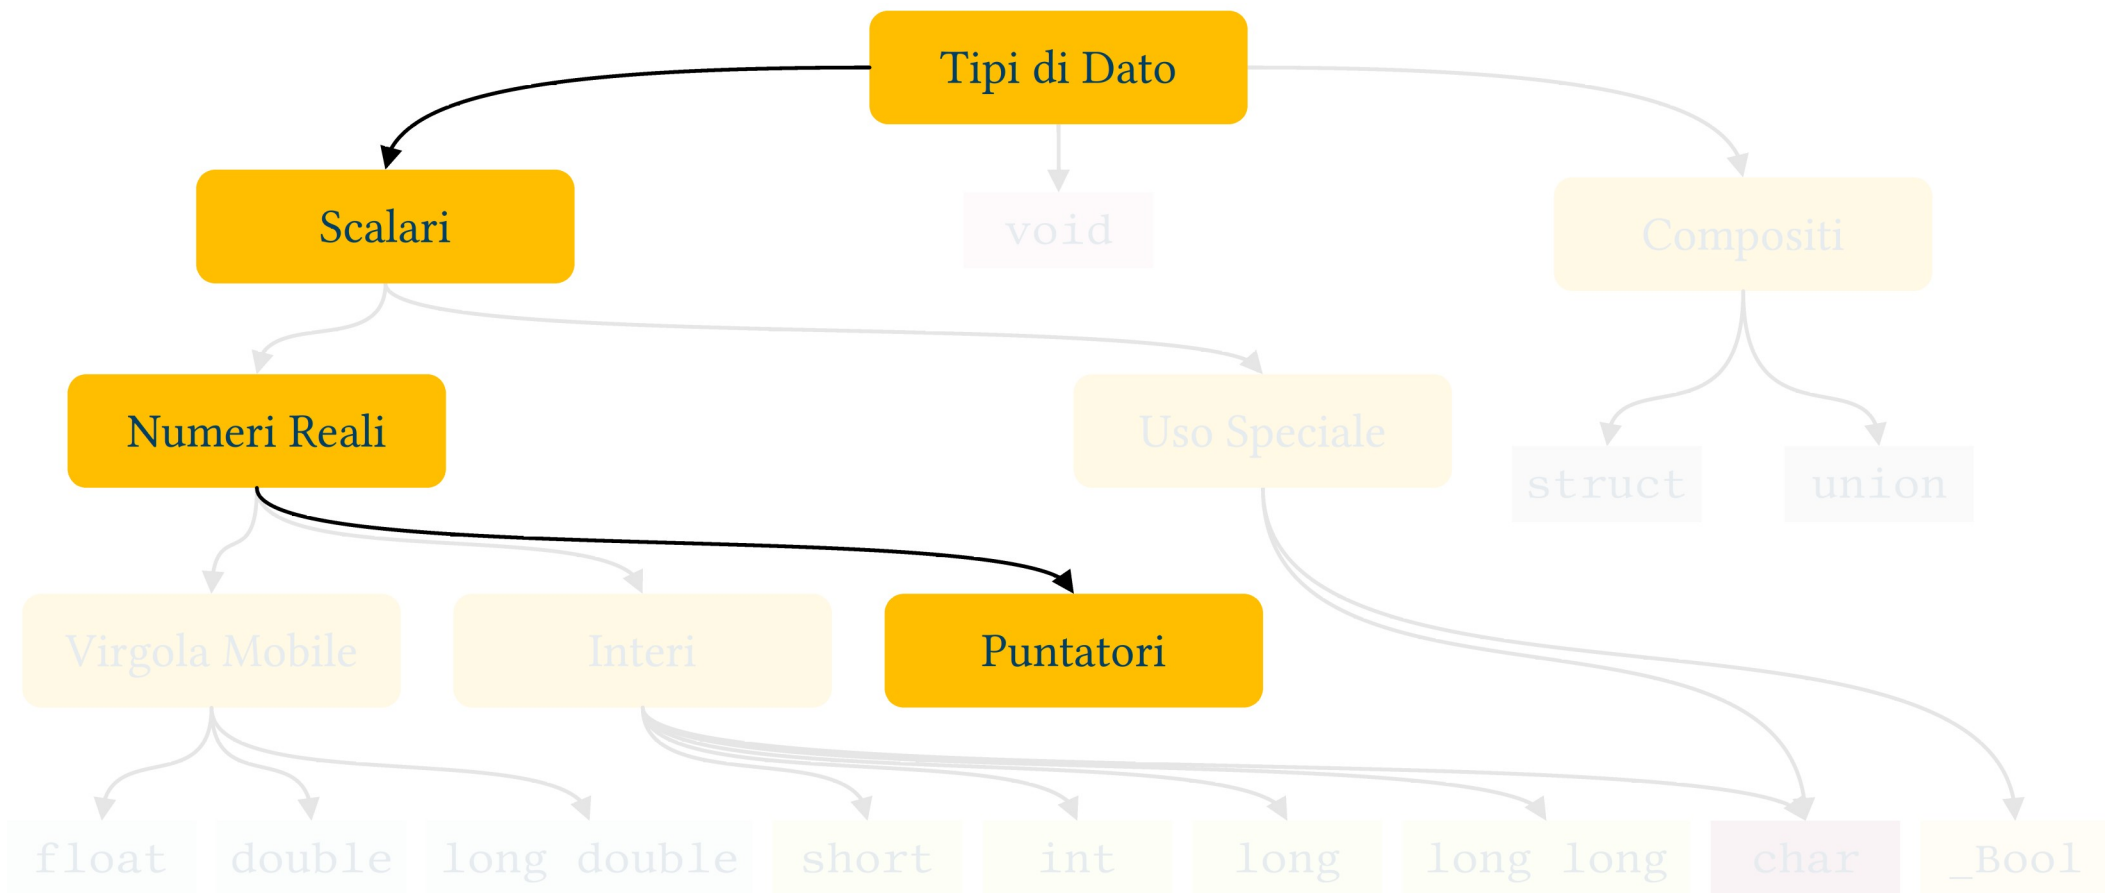 Tipi di Dato
Scalari
void
Compositi
Numeri Reali
Uso Speciale
struct
union
Virgola Mobile
Interi
Puntatori
float
double
long double
short
int
long
long long
char
_Bool